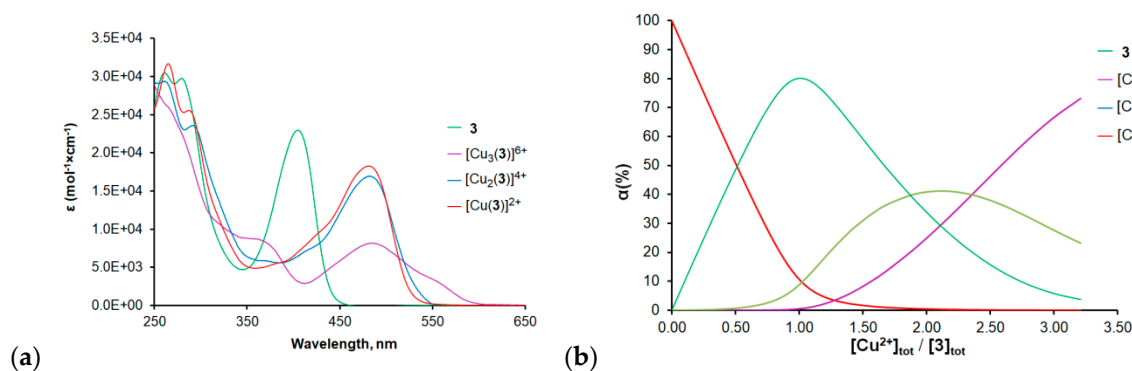 3.5E+04
3.0E+04
2.5E+04
2.0E+04
1.5E+04
1.0E+04
5.0E+03
0.0E+00
ε (mol⁻¹×cm⁻¹)
250 350 450 550 650
Wavelength, nm
3
[Cu₃(3)]⁶⁺
[Cu₂(3)]⁴⁺
[Cu(3)]²⁺
(a)
100
90
80
70
60
50
40
30
20
10
0
α(%)
0.00 0.50 1.00 1.50 2.00 2.50 3.00 3.50
[Cu²⁺]tot / [3]tot
3
[C
[C
[C
(b)